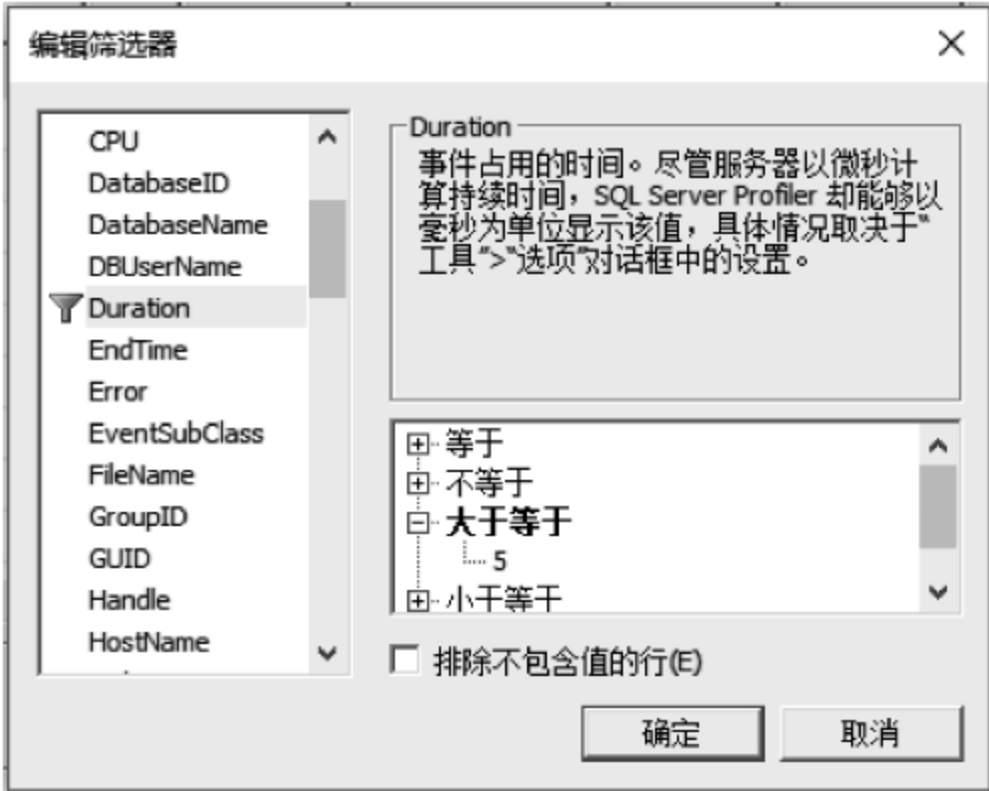 编辑筛选器
CPU
DatabaseID
DatabaseName
DBUserName
Duration
EndTime
Error
EventSubClass
FileName
GroupID
GUID
Handle
HostName
Duration
事件占用的时间。尽管服务器以微秒计
算持续时间，SQL Server Profiler 却能够以
毫秒为单位显示该值，具体情况取决于"
工具">"选项"对话框中的设置。
等于
不等于
大于等于
5
小于等于
排除不包含值的行(E)
确定
取消